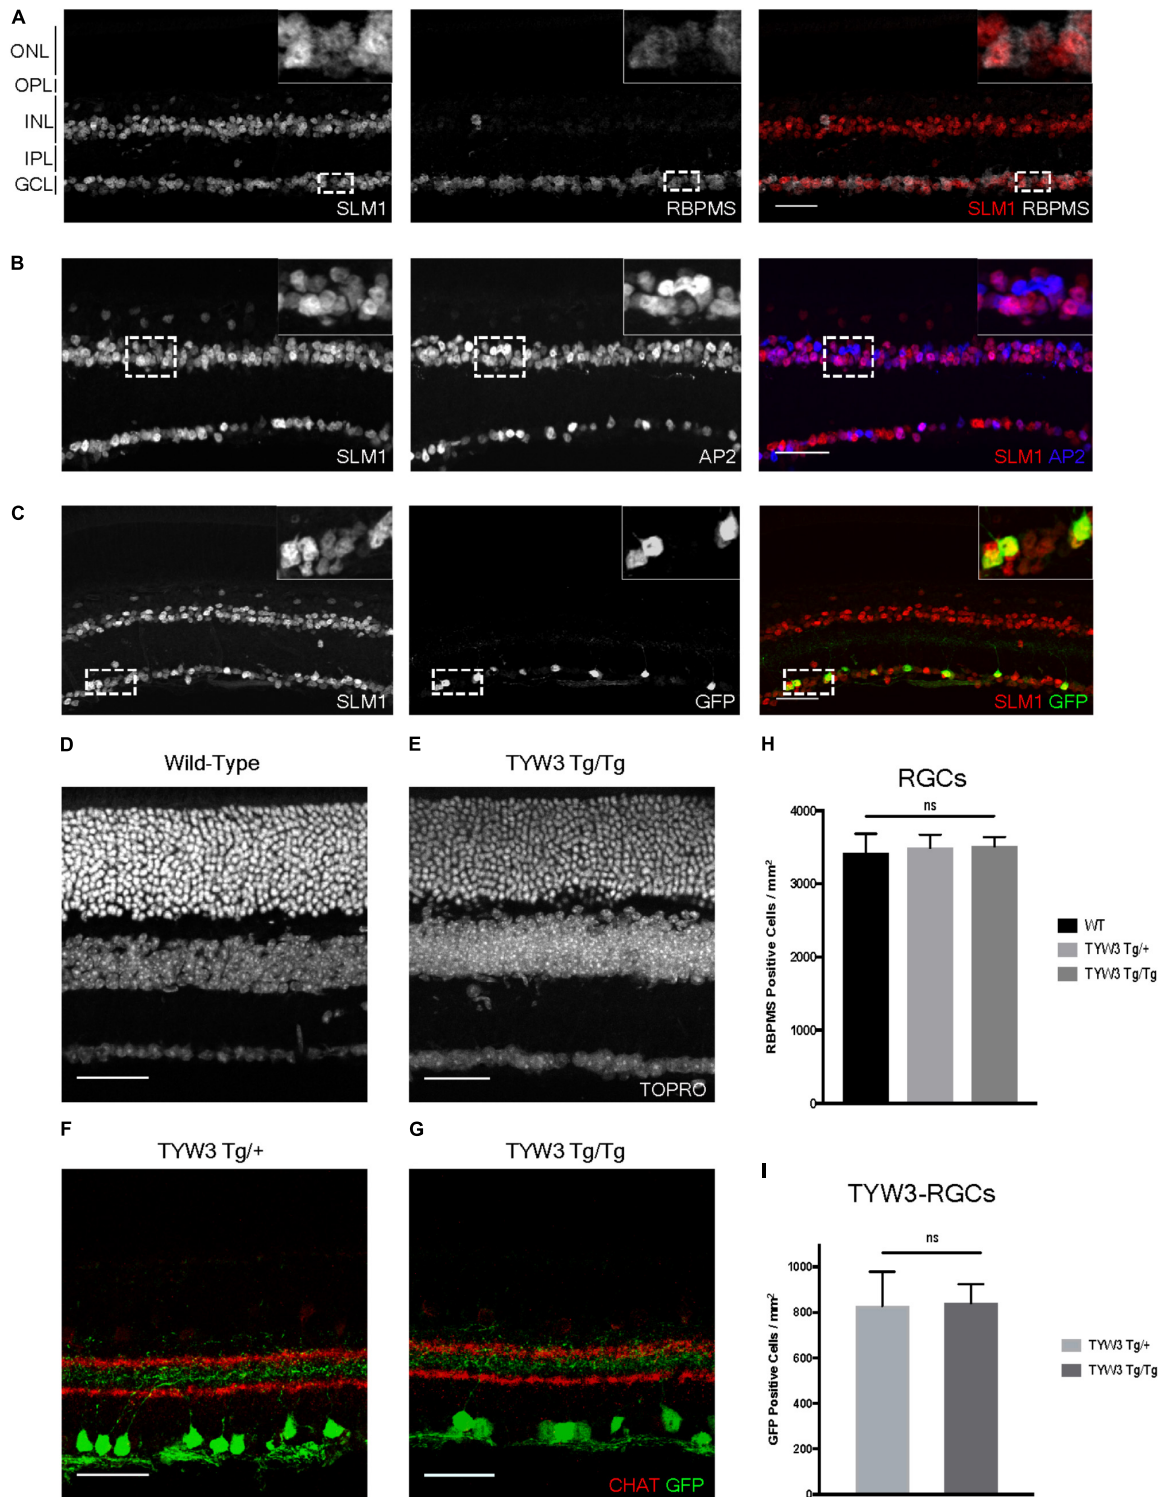 A
ONL
OPL
INL
IPL
GCL
SLM1
RBPMS
SLM1 RBPMS
B
SLM1
AP2
SLM1 AP2
C
SLM1
GFP
SLM1 GFP
D
Wild-Type
E
TYW3 Tg/Tg
TOPRO
H
RGCs
ns
4000
3000
2000
1000
0
RBPMS Positive Cells / mm2
WT
TYW3 Tg/+
TYW3 Tg/Tg
F
TYW3 Tg/+
G
TYW3 Tg/Tg
CHAT GFP
I
TYW3-RGCs
ns
1000
800
600
400
200
0
GFP Positive Cells / mm2
TYW3 Tg/+
TYW3 Tg/Tg